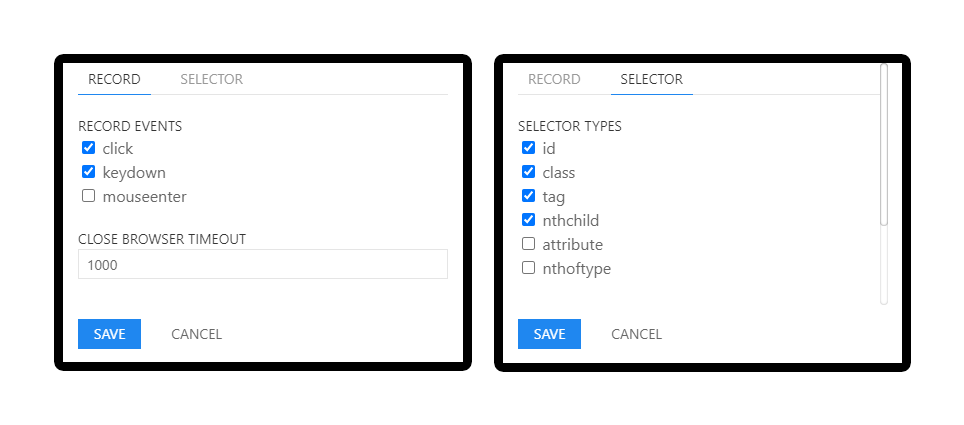 RECORD SELECTOR
RECORD EVENTS
click
keydown
mouseenter
CLOSE BROWSER TIMEOUT
1000
SAVE CANCEL
RECORD SELECTOR
SELECTOR TYPES
id
class
tag
nthchild
attribute
nthoftype
SAVE CANCEL